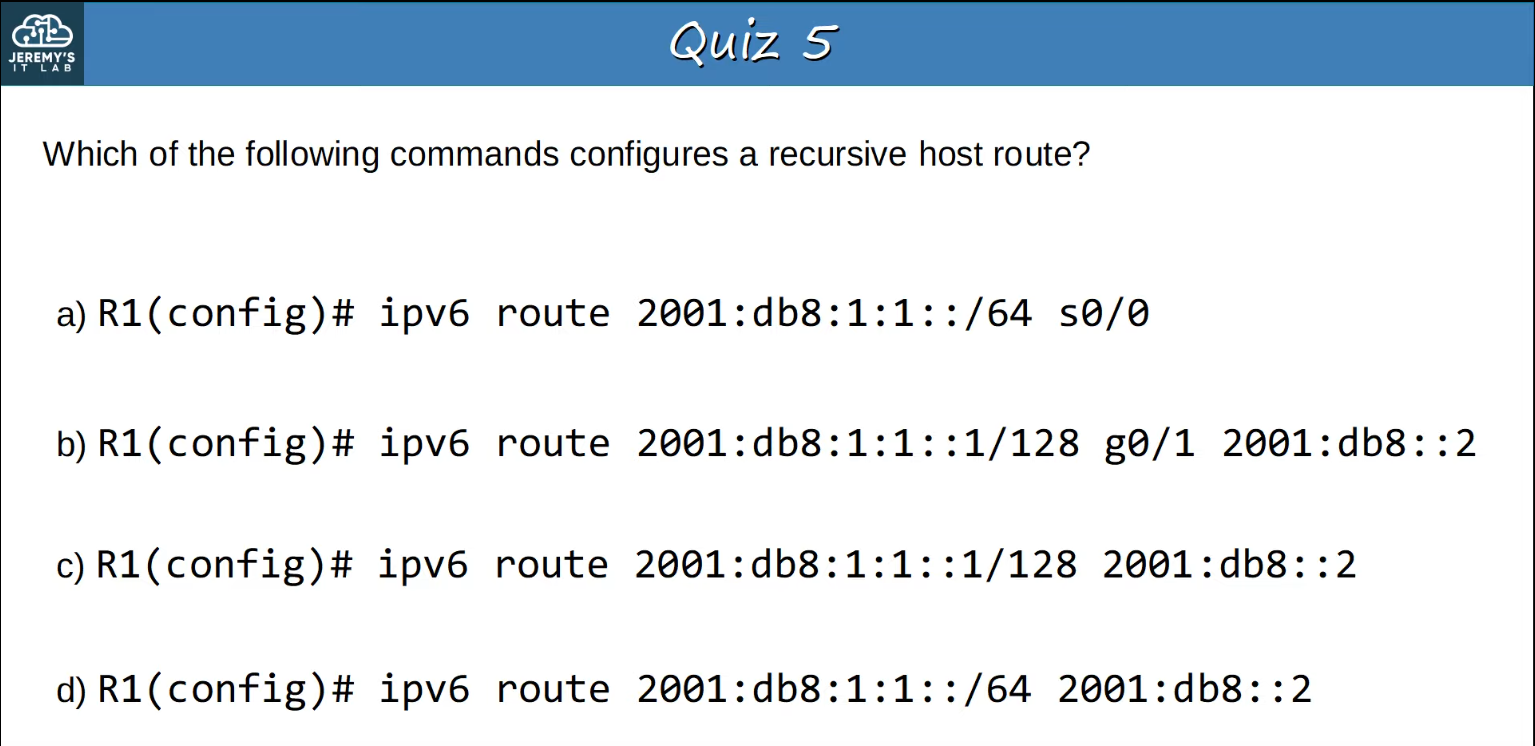 JEREMY'S
IT LAB
Quiz 5
Which of the following commands configures a recursive host route?
a) R1(config)# ipv6 route 2001:db8:1:1::/64 s0/0
b) R1(config)# ipv6 route 2001:db8:1:1::1/128 g0/1 2001:db8::2
c) R1(config)# ipv6 route 2001:db8:1:1::1/128 2001:db8::2
d) R1(config)# ipv6 route 2001:db8:1:1::/64 2001:db8::2